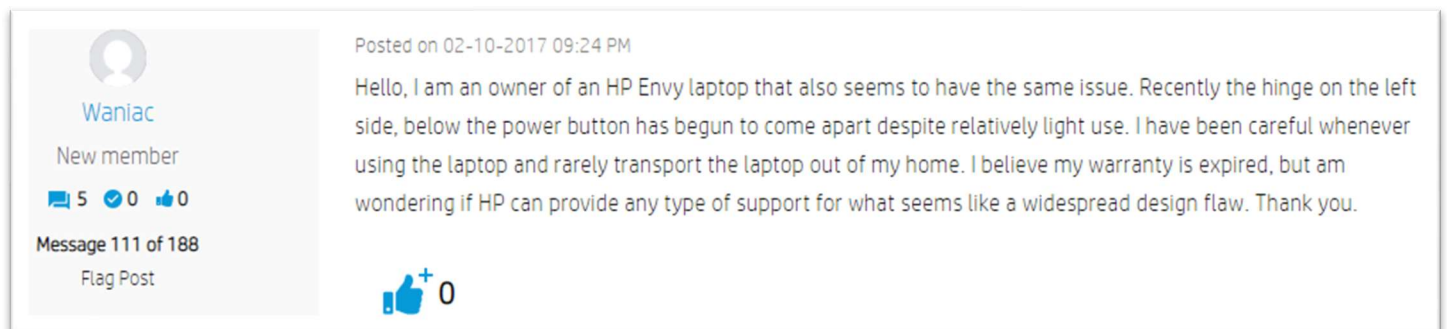 Waniac
New member
5 0 0
Message 111 of 188
Flag Post
Posted on 02-10-2017 09:24 PM
Hello, I am an owner of an HP Envy laptop that also seems to have the same issue. Recently the hinge on the left
side, below the power button has begun to come apart despite relatively light use. I have been careful whenever
using the laptop and rarely transport the laptop out of my home. I believe my warranty is expired, but am
wondering if HP can provide any type of support for what seems like a widespread design flaw. Thank you.
0